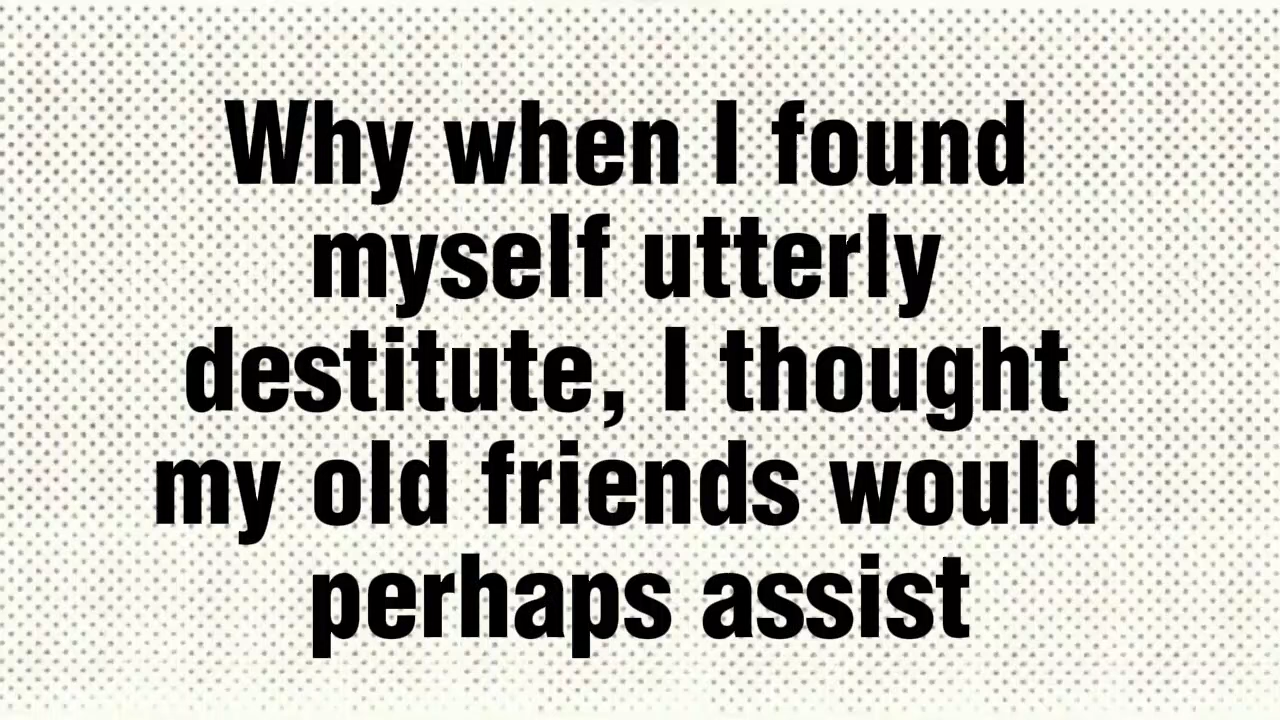 Why when I found
myself utterly
destitute, I thought
my old friends would
perhaps assist